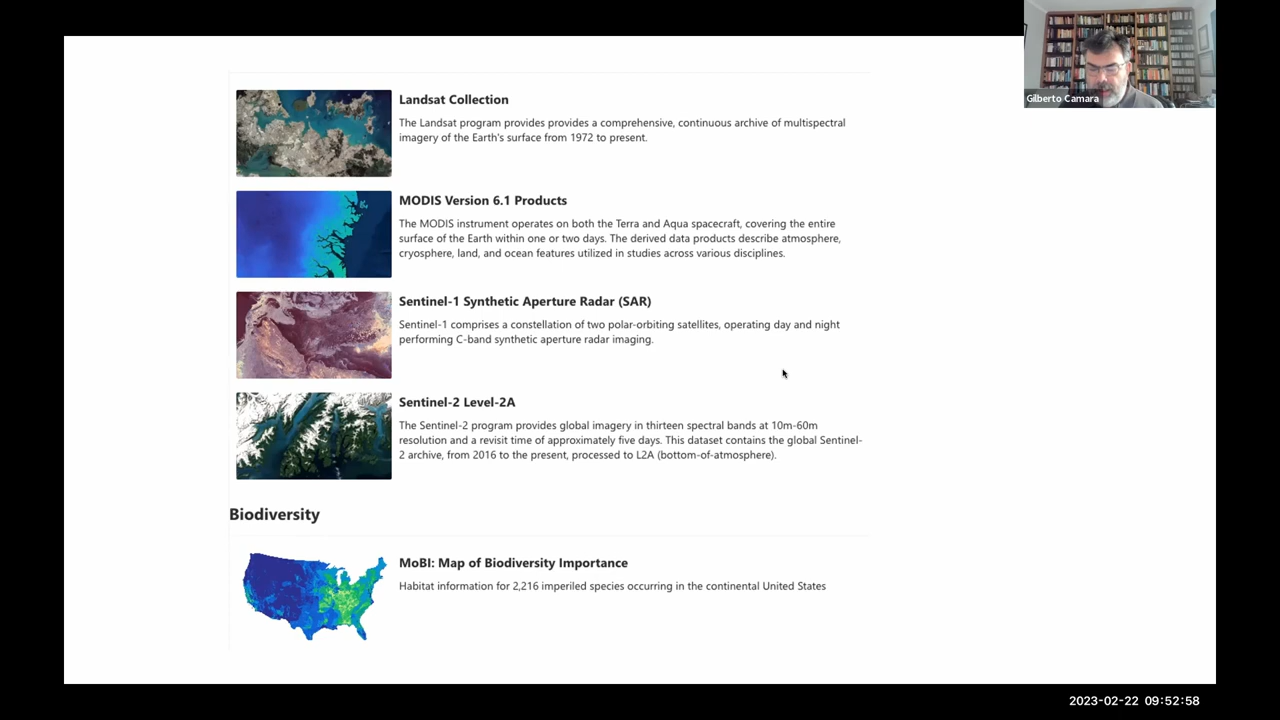 Gilberto Camara
Landsat Collection
The Landsat program provides provides a comprehensive, continuous archive of multispectral
imagery of the Earth's surface from 1972 to present.
MODIS Version 6.1 Products
The MODIS instrument operates on both the Terra and Aqua spacecraft, covering the entire
surface of the Earth within one or two days. The derived data products describe atmosphere,
cryosphere, land, and ocean features utilized in studies across various disciplines.
Sentinel-1 Synthetic Aperture Radar (SAR)
Sentinel-1 comprises a constellation of two polar-orbiting satellites, operating day and night
performing C-band synthetic aperture radar imaging.
Sentinel-2 Level-2A
The Sentinel-2 program provides global imagery in thirteen spectral bands at 10m-60m
resolution and a revisit time of approximately five days. This dataset contains the global Sentinel-
2 archive, from 2016 to the present, processed to L2A (bottom-of-atmosphere).
Biodiversity
MoBI: Map of Biodiversity Importance
Habitat information for 2,216 imperiled species occurring in the continental United States
2023-02-22 09:52:58